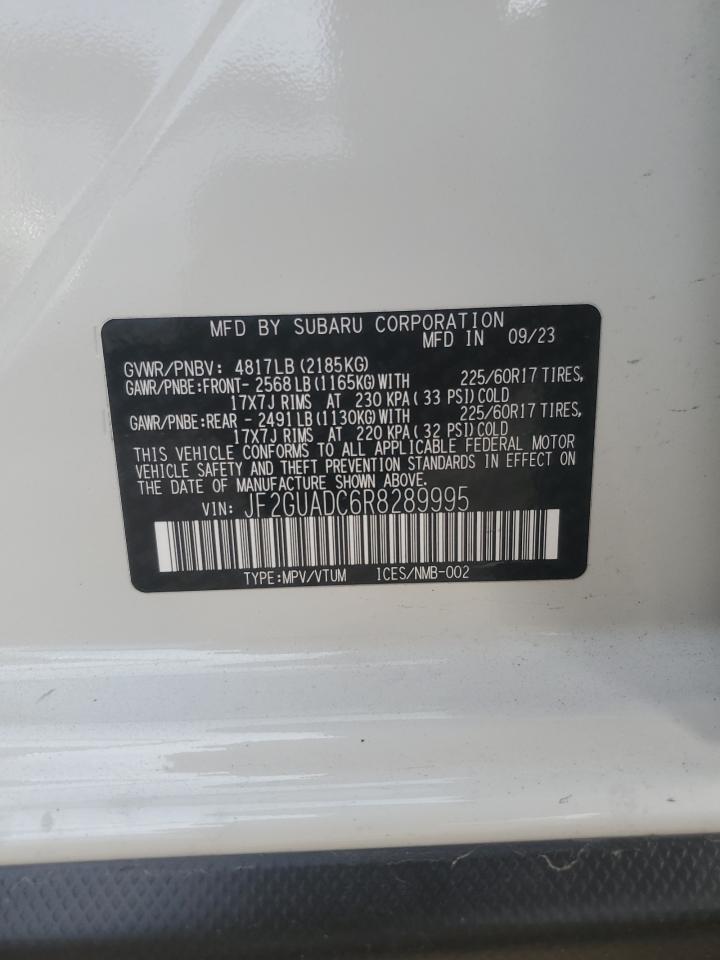 MFD BY SUBARU CORPORATION
MFD IN 09/23
GVWR/PNBV: 4817LB (2185KG)
GAWR/PNBE:FRONT- 2568 LB (1165KG) WITH 225/60R17 TIRES,
17X7J RIMS AT 230 KPA ( 33 PSI) COLD
GAWR/PNBE:REAR - 2491 LB (1130KG) WITH 225/60R17 TIRES,
17X7J RIMS AT 220 KPA ( 32 PSI) COLD
THIS VEHICLE CONFORMS TO ALL APPLICABLE FEDERAL MOTOR
VEHICLE SAFETY AND THEFT PREVENTION STANDARDS IN EFFECT ON
THE DATE OF MANUFACTURE SHOWN ABOVE.
VIN: JF2GUADC6R8289995
TYPE:MPV/VTUM ICES/NMB-002